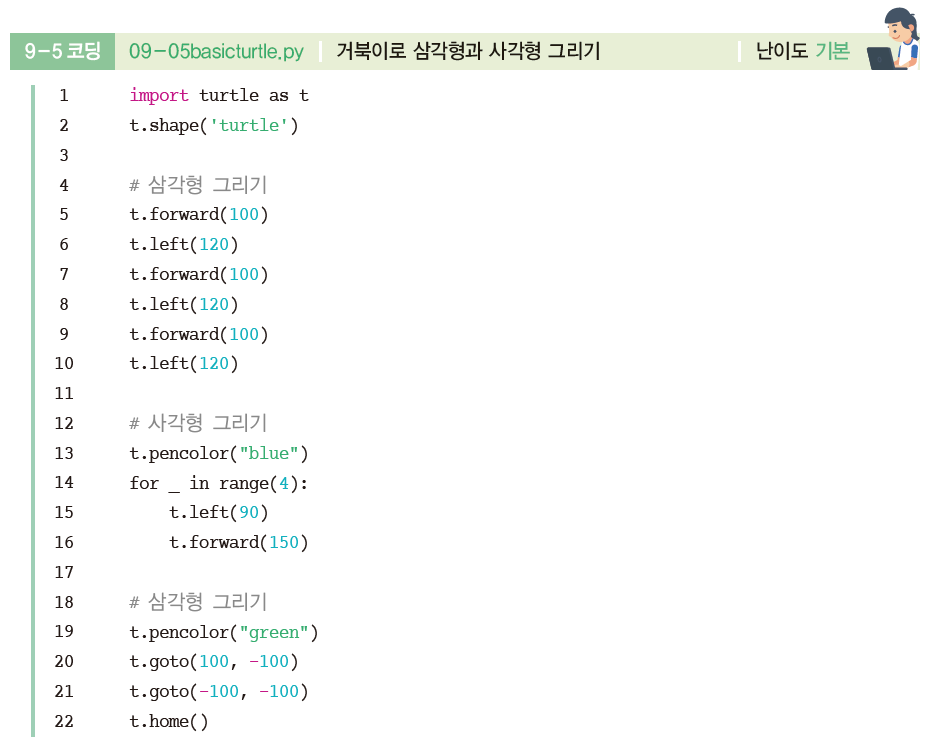 9-5 코딩 09-05basicturtle.py 거북이로 삼각형과 사각형 그리기 난이도 기본
1 import turtle as t
2 t.shape('turtle')
3
4 # 삼각형 그리기
5 t.forward(100)
6 t.left(120)
7 t.forward(100)
8 t.left(120)
9 t.forward(100)
10 t.left(120)
11
12 # 사각형 그리기
13 t.pencolor("blue")
14 for _ in range(4):
15     t.left(90)
16     t.forward(150)
17
18 # 삼각형 그리기
19 t.pencolor("green")
20 t.goto(100, -100)
21 t.goto(-100, -100)
22 t.home()